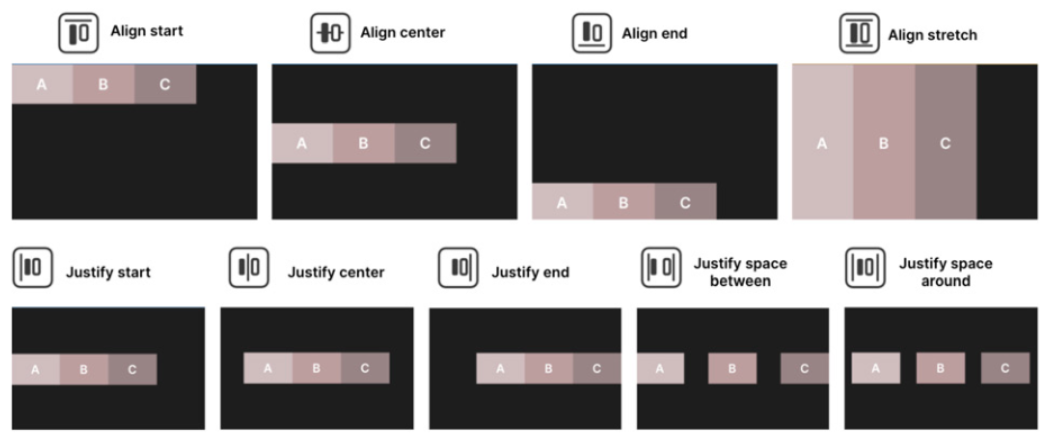 Align start
Align center
Align end
Align stretch
A B C
A B C
A B C
A B C
Justify start
Justify center
Justify end
Justify space
between
Justify space
around
A B C
A B C
A B C
A B C
A B C